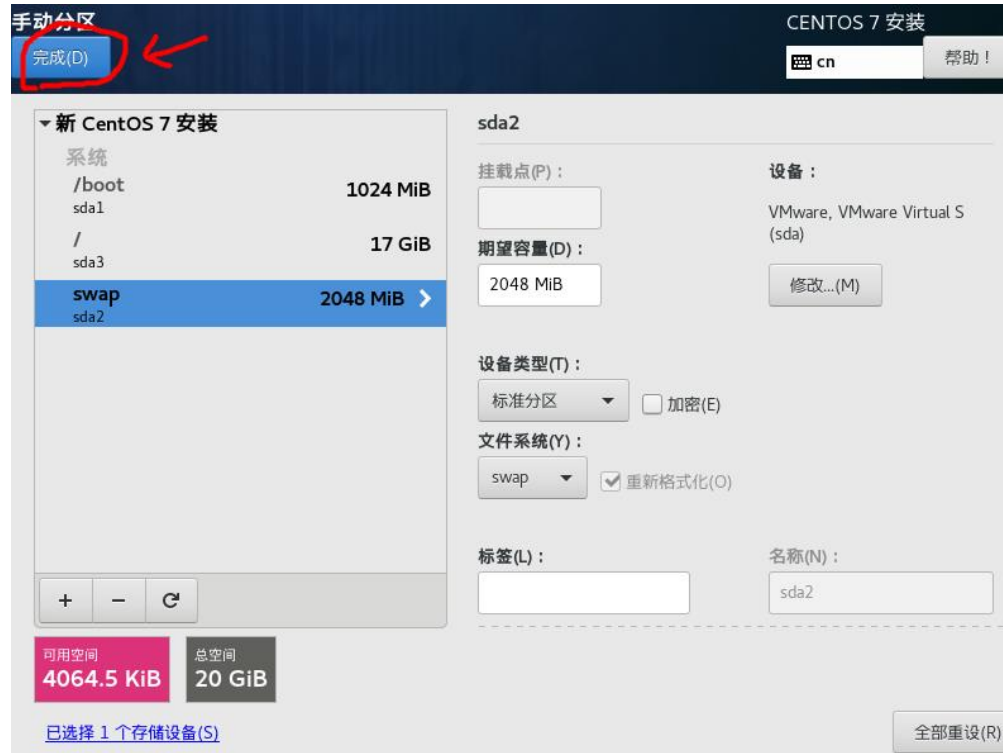 手动分区
CENTOS 7 安装
完成(D)
cn
帮助！
新 CentOS 7 安装
系统
/boot
1024 MiB
sda1
/
17 GiB
sda3
swap
2048 MiB
sda2
sda2
挂载点(P)：
设备：
VMware, VMware Virtual S
(sda)
期望容量(D)：
2048 MiB
修改...(M)
设备类型(T)：
标准分区
加密(E)
文件系统(Y)：
swap
重新格式化(O)
标签(L)：
名称(N)：
sda2
+
−
可用空间
4064.5 KiB
总空间
20 GiB
已选择 1 个存储设备(S)
全部重设(R)